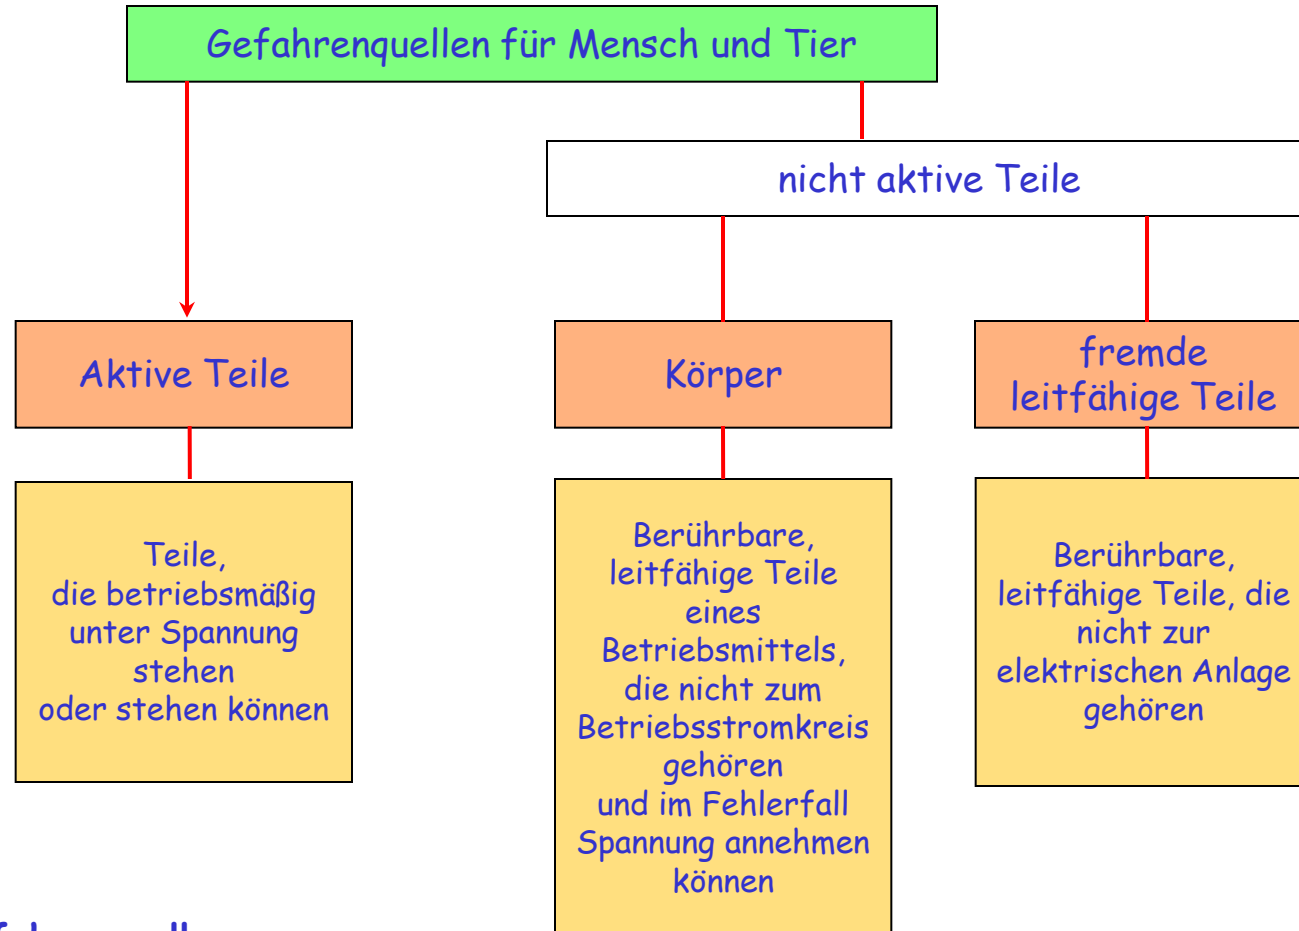 Gefahrenquellen für Mensch und Tier
nicht aktive Teile
Aktive Teile
Körper
fremde
leitfähige Teile
Teile,
die betriebsmäßig
unter Spannung
stehen
oder stehen können
Berührbare,
leitfähige Teile
eines
Betriebsmittels,
die nicht zum
Betriebsstromkreis
gehören
und im Fehlerfall
Spannung annehmen
können
Berührbare,
leitfähige Teile, die
nicht zur
elektrischen Anlage
gehören